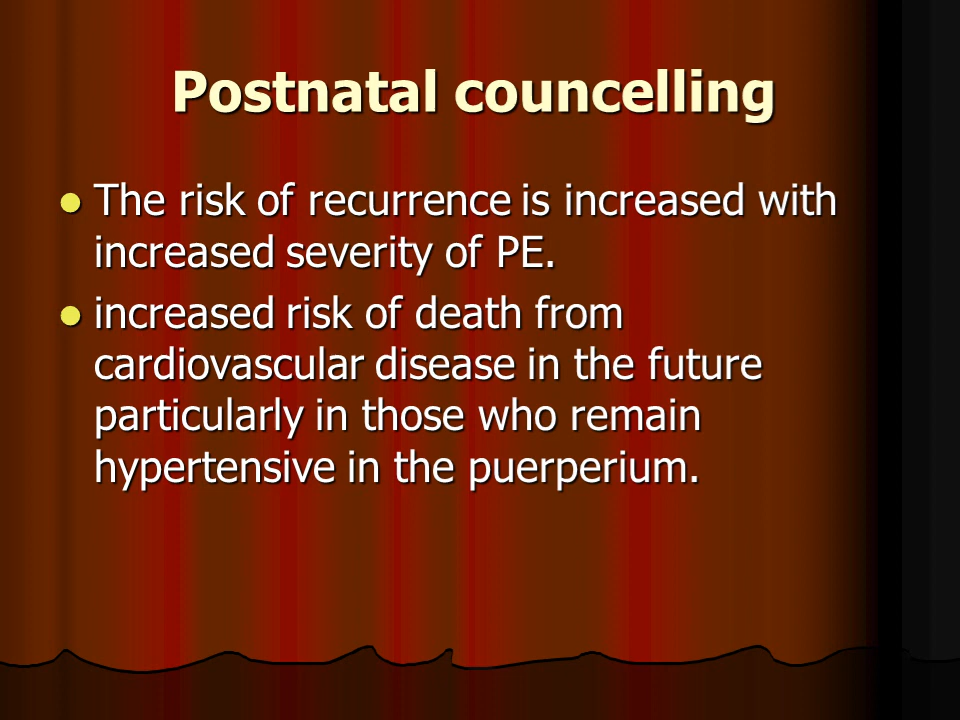 Postnatal councelling
The risk of recurrence is increased with
increased severity of PE.
increased risk of death from
cardiovascular disease in the future
particularly in those who remain
hypertensive in the puerperium.